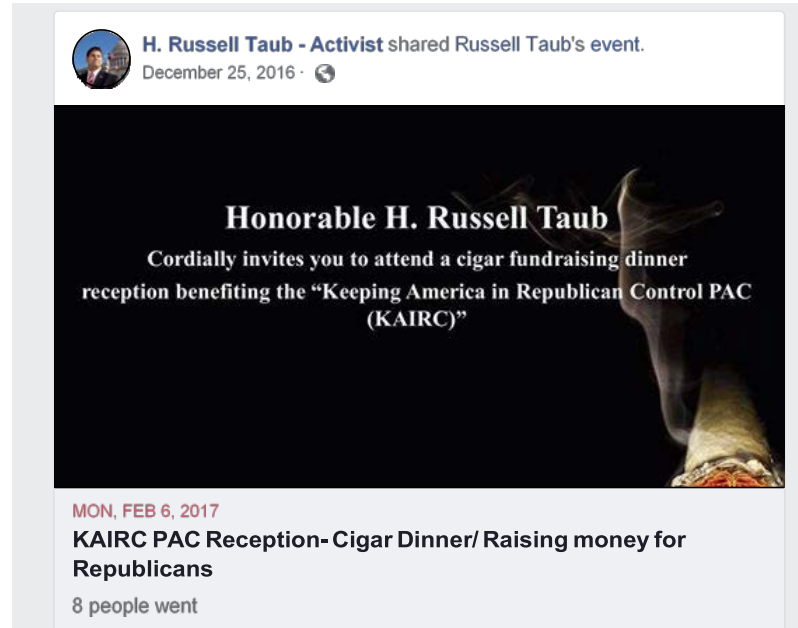 H. Russell Taub - Activist shared Russell Taub's event.
December 25, 2016 ·
Honorable H. Russell Taub
Cordially invites you to attend a cigar fundraising dinner
reception benefiting the “Keeping America in Republican Control PAC
(KAIRC)”
MON, FEB 6, 2017
KAIRC PAC Reception- Cigar Dinner/ Raising money for
Republicans
8 people went